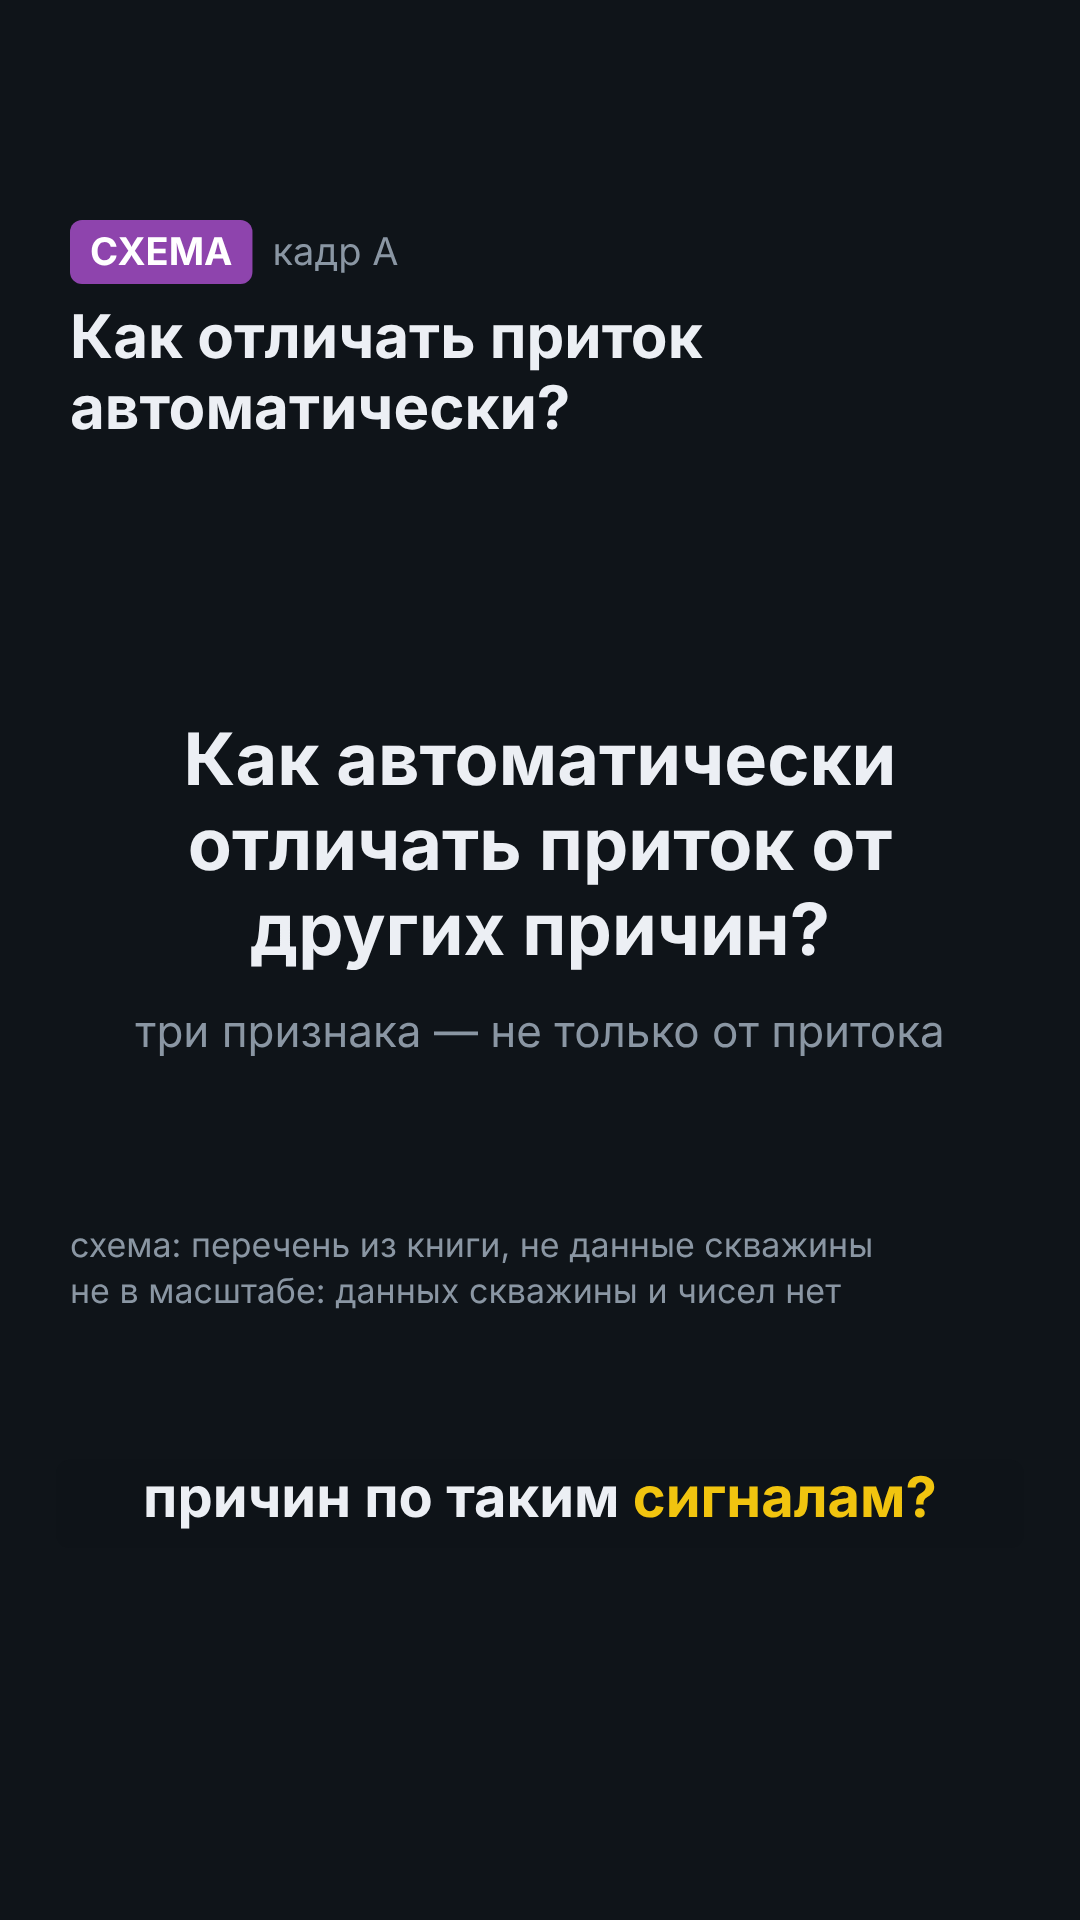 СХЕМА кадр А
Как отличать приток
автоматически?
Как автоматически
отличать приток от
других причин?
три признака — не только от притока
схема: перечень из книги, не данные скважины
не в масштабе: данных скважины и чисел нет
причин по таким сигналам?